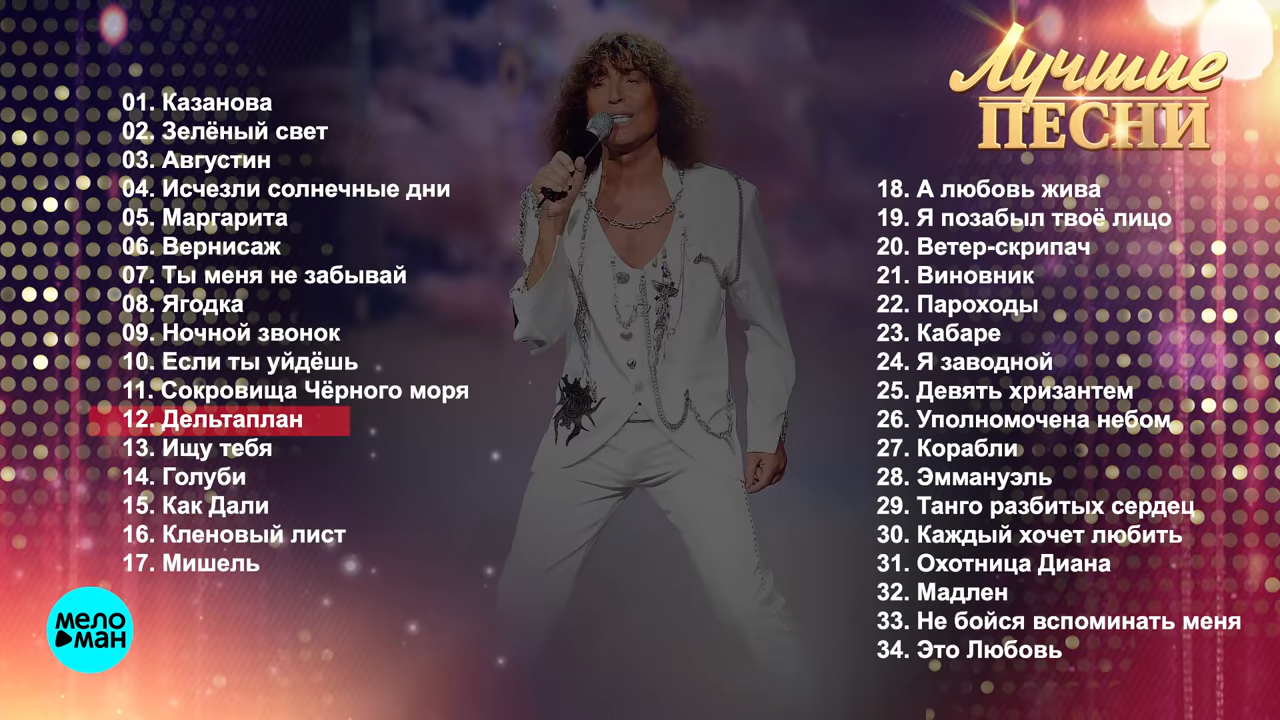 Лучшие
ПЕСНИ
01. Казанова
02. Зелёный свет
03. Августин
04. Исчезли солнечные дни
05. Маргарита
06. Вернисаж
07. Ты меня не забывай
08. Ягодка
09. Ночной звонок
10. Если ты уйдёшь
11. Сокровища Чёрного моря
12. Дельтаплан
13. Ищу тебя
14. Голуби
15. Как Дали
16. Кленовый лист
17. Мишель
18. А любовь жива
19. Я позабыл твоё лицо
20. Ветер-скрипач
21. Виновник
22. Пароходы
23. Кабаре
24. Я заводной
25. Девять хризантем
26. Уполномочена небом
27. Корабли
28. Эммануэль
29. Танго разбитых сердец
30. Каждый хочет любить
31. Охотница Диана
32. Мадлен
33. Не бойся вспоминать меня
34. Это Любовь
мело
ман